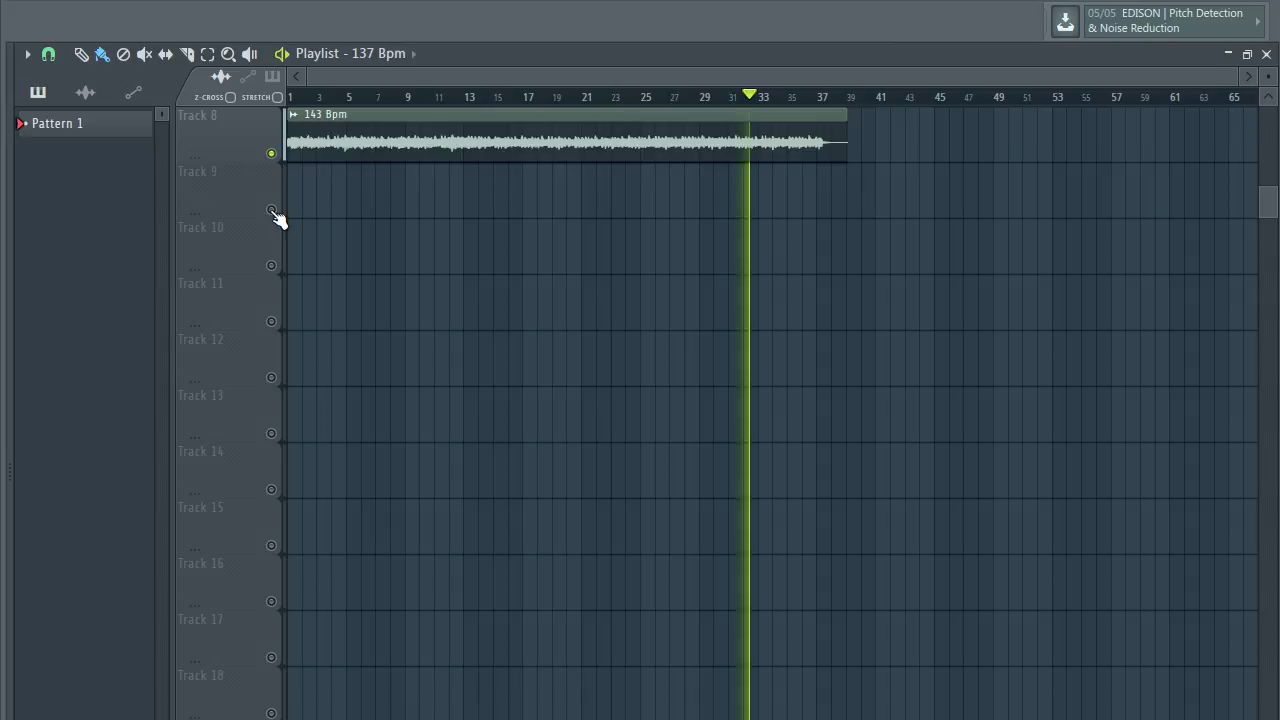 05/05 EDISON | Pitch Detection
& Noise Reduction
Playlist - 137 Bpm
Z-CROSS STRETCH
1 3 5 7 9 11 13 15 17 19 21 23 25 27 29 31 33 35 37 39 41 43 45 47 49 51 53 55 57 59 61 63 65
Pattern 1
Track 8
143 Bpm
...
Track 9
...
Track 10
...
Track 11
...
Track 12
...
Track 13
...
Track 14
...
Track 15
...
Track 16
...
Track 17
...
Track 18
...